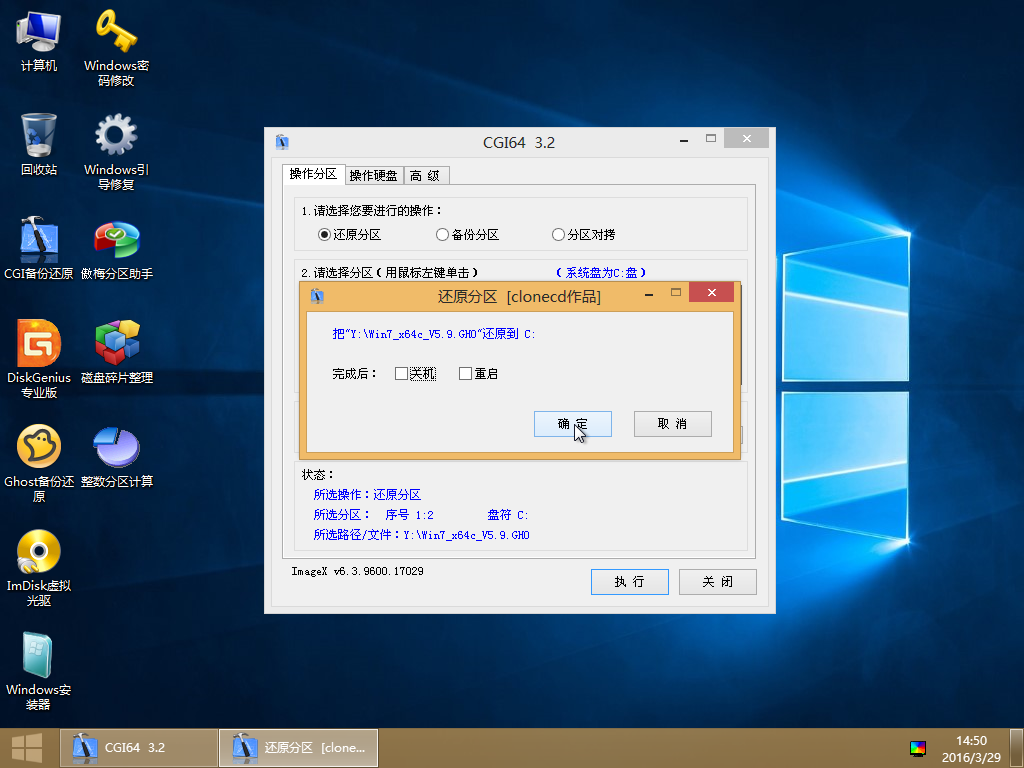 计算机
Windows密
码修改
回收站
Windows引
导修复
CGI备份还原
傲梅分区助手
DiskGenius
专业版
磁盘碎片整理
Ghost备份还
原
整数分区计算
ImDisk虚拟
光驱
Windows安
装器
CGI64 3.2
操作分区
操作硬盘
高 级
1.请选择您要进行的操作：
还原分区
备份分区
分区对拷
2.请选择分区（用鼠标左键单击）
（系统盘为C:盘）
还原分区 [clonecd作品]
把"Y:\Win7_x64c_V5.9.GHO"还原到 C:
完成后：
关机
重启
确 定
取 消
状态：
所选操作：还原分区
所选分区： 序号 1:2 盘符 C:
所选路径/文件：Y:\Win7_x64c_V5.9.GHO
ImageX v6.3.9600.17029
执 行
关 闭
CGI64 3.2
还原分区 [clone...
14:50
2016/3/29